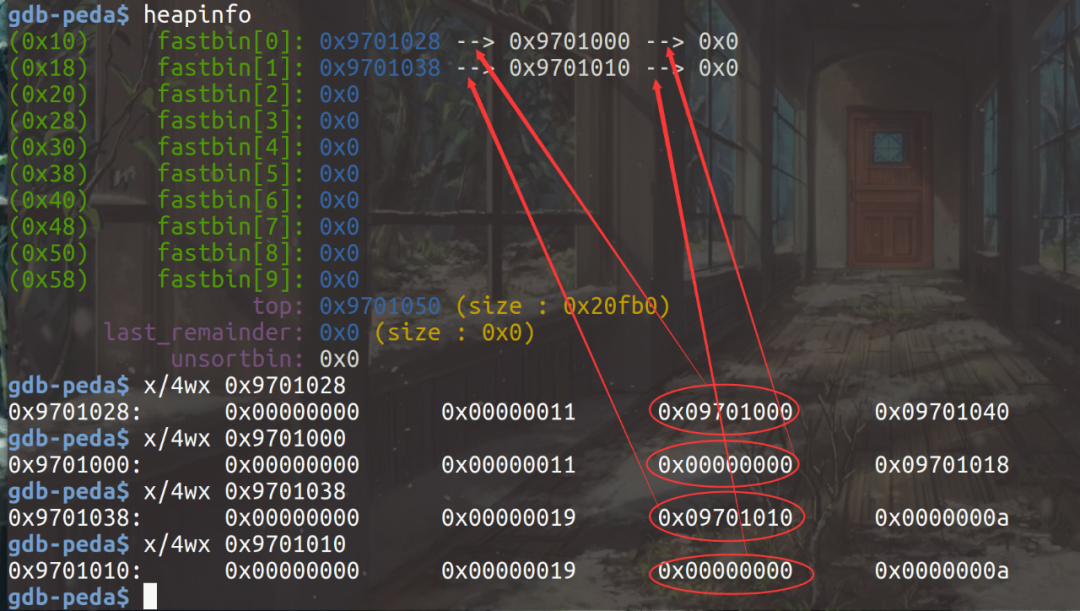 gdb-peda$ heapinfo
(0x10)     fastbin[0]: 0x9701028 --> 0x9701000 --> 0x0
(0x18)     fastbin[1]: 0x9701038 --> 0x9701010 --> 0x0
(0x20)     fastbin[2]: 0x0
(0x28)     fastbin[3]: 0x0
(0x30)     fastbin[4]: 0x0
(0x38)     fastbin[5]: 0x0
(0x40)     fastbin[6]: 0x0
(0x48)     fastbin[7]: 0x0
(0x50)     fastbin[8]: 0x0
(0x58)     fastbin[9]: 0x0
top: 0x9701050 (size : 0x20fb0)
last_remainder: 0x0 (size : 0x0)
unsortbin: 0x0
gdb-peda$ x/4wx 0x9701028
0x9701028:      0x00000000      0x00000011      0x09701000      0x09701040
gdb-peda$ x/4wx 0x9701000
0x9701000:      0x00000000      0x00000011      0x00000000      0x09701018
gdb-peda$ x/4wx 0x9701038
0x9701038:      0x00000000      0x00000019      0x09701010      0x0000000a
gdb-peda$ x/4wx 0x9701010
0x9701010:      0x00000000      0x00000019      0x00000000      0x0000000a
gdb-peda$